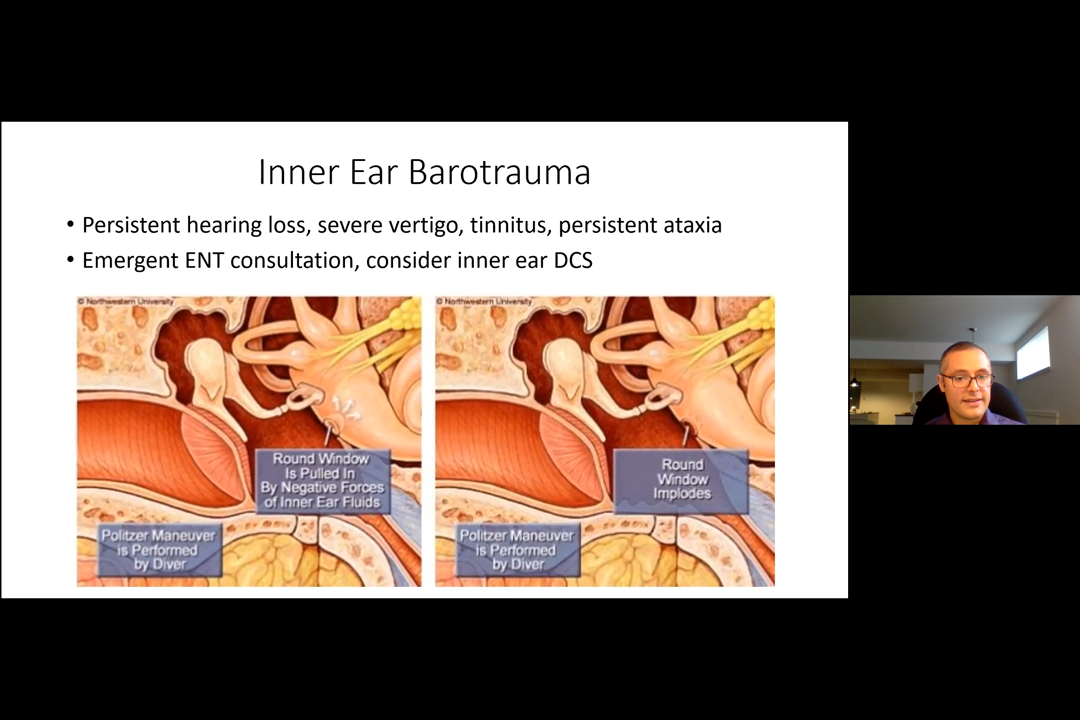 Inner Ear Barotrauma
• Persistent hearing loss, severe vertigo, tinnitus, persistent ataxia
• Emergent ENT consultation, consider inner ear DCS
© Northwestern University
Round Window
Is Pulled In
By Negative Forces
of Inner Ear Fluids
Politzer Maneuver
is Performed
by Diver
© Northwestern University
Round
Window
Implodes
Politzer Maneuver
is Performed
by Diver